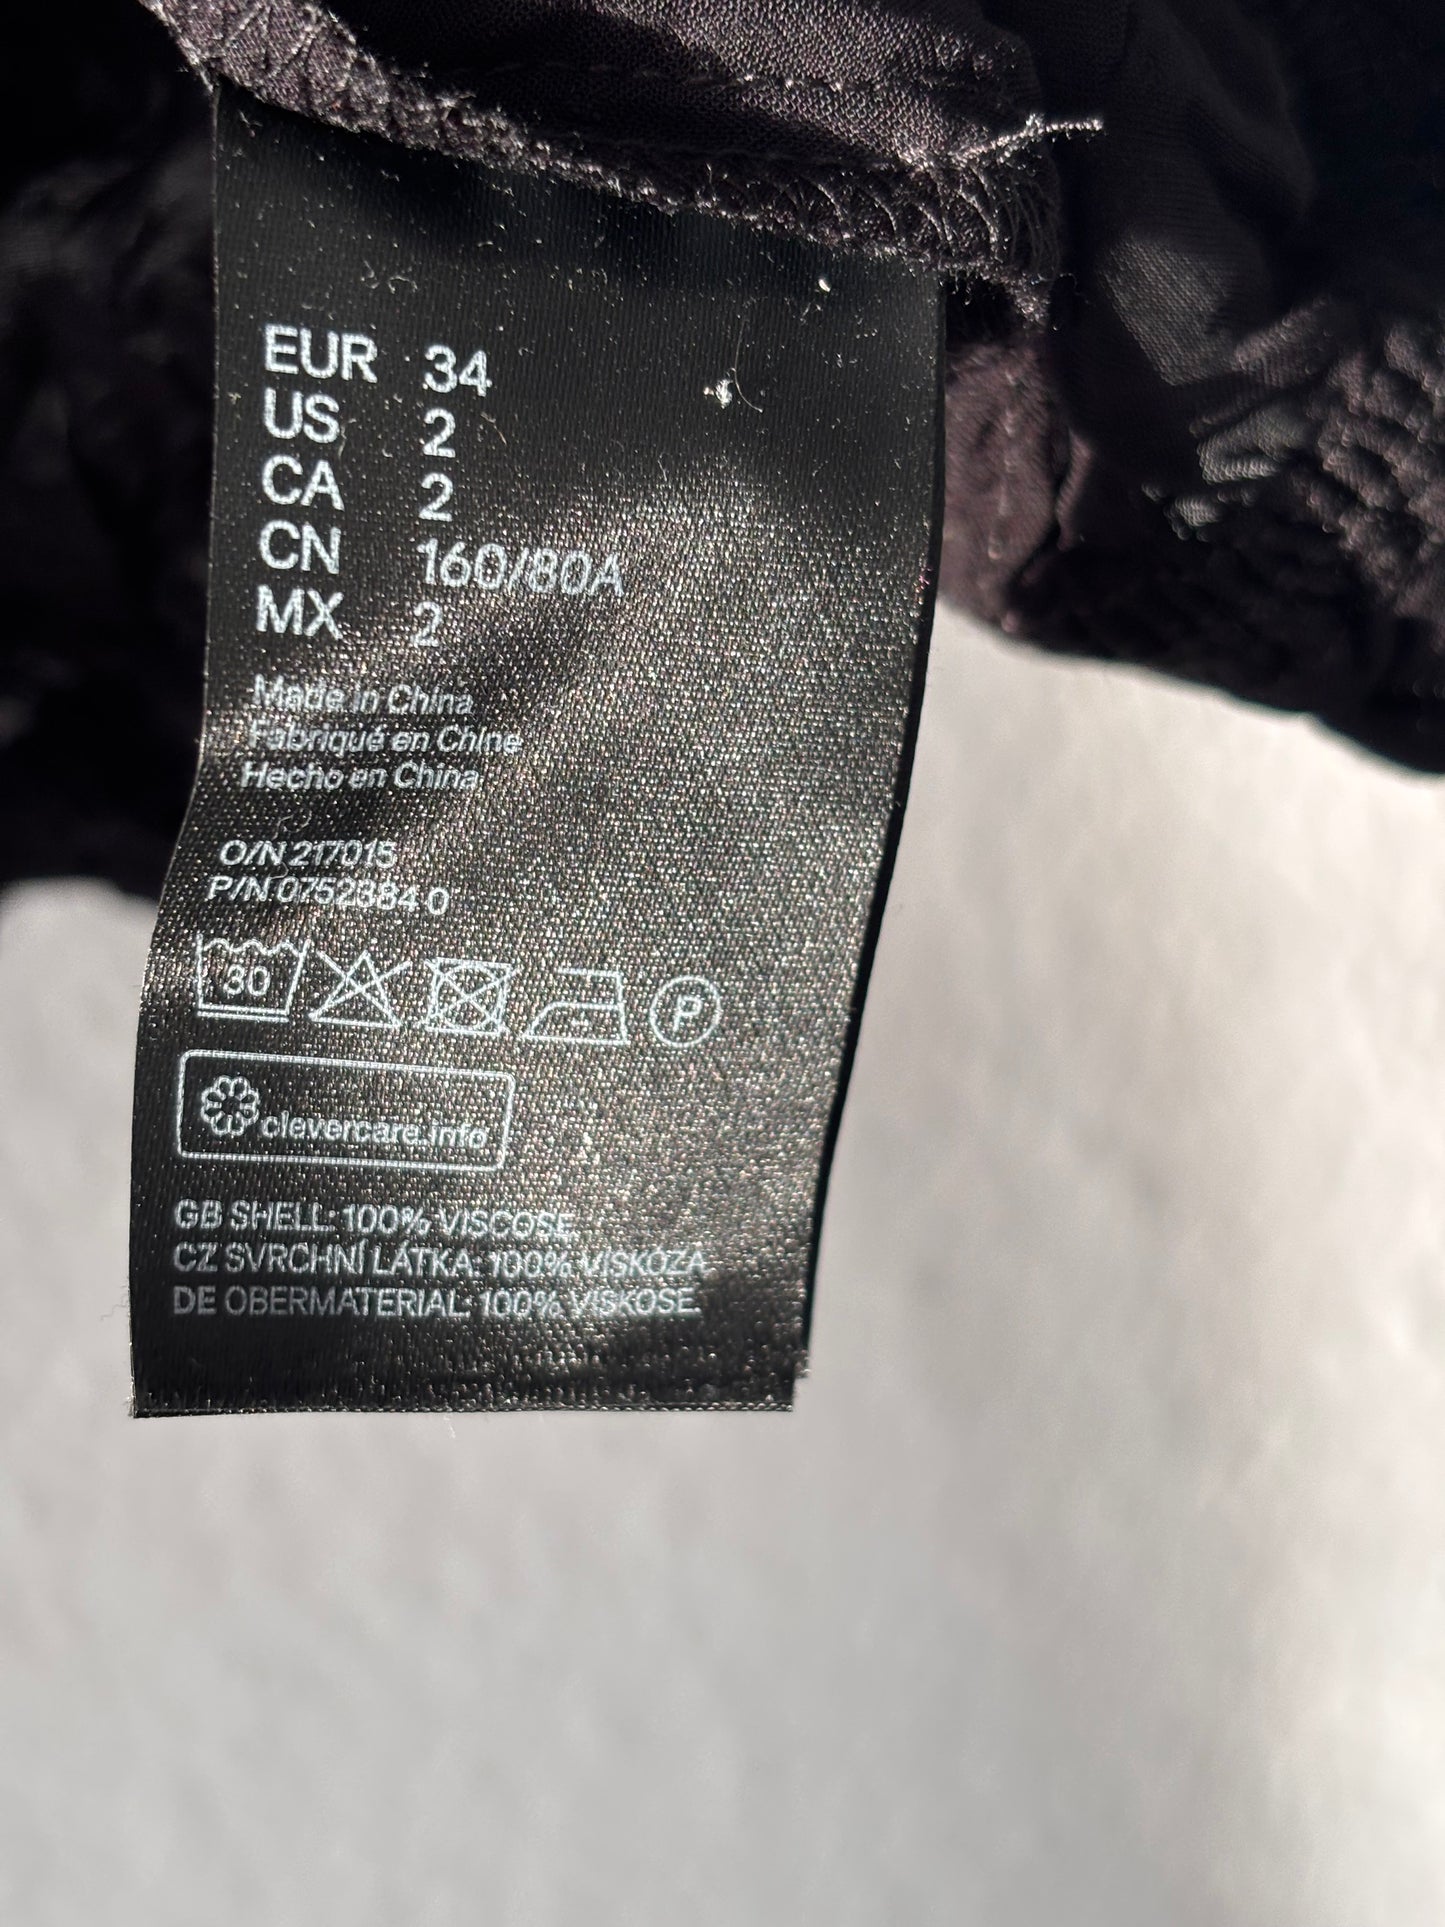 EUR 34
US 2
CA 2
CN 160/80A
MX 2
Made in China
Fabriqué en Chine
Hecho en China
O/N 217015
P/N 0752384 0
30
P
clevercare.info
GB SHELL: 100% VISCOSE
CZ SVRCHNÍ LÁTKA: 100% VISKÓZA
DE OBERMATERIAL: 100% VISKOSE